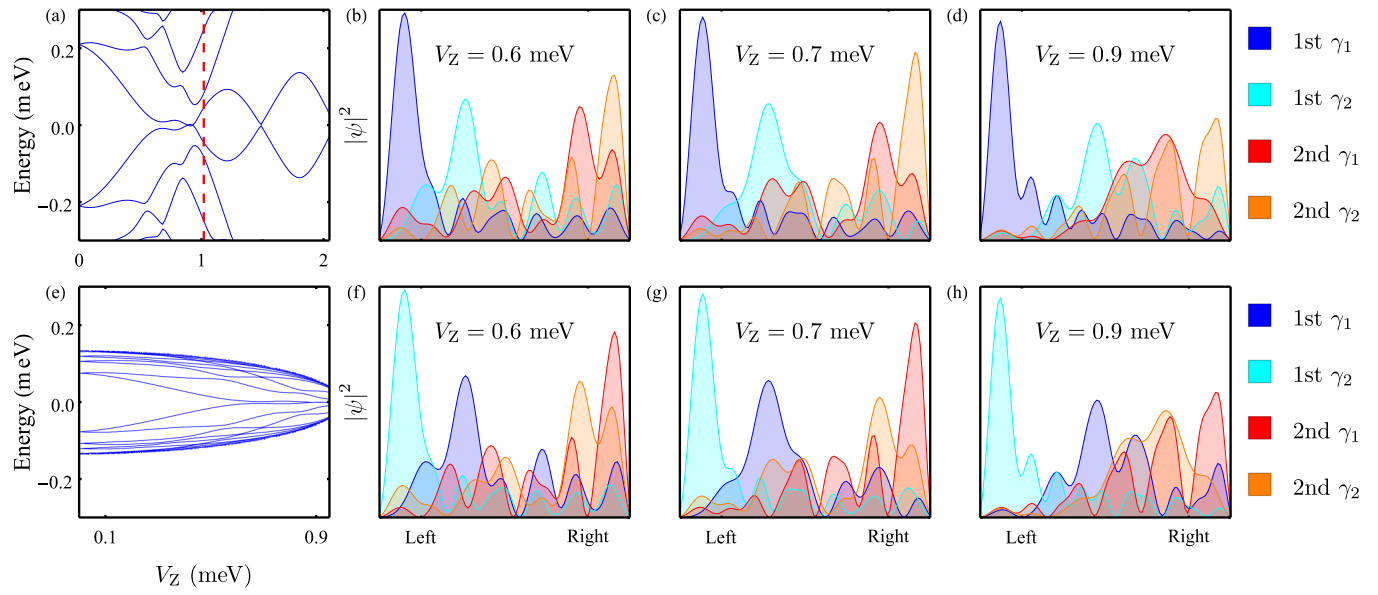 (a)
Energy (meV)
0.2
0.0
−0.2
0 1 2
(b)
|ψ|²
V_Z = 0.6 meV
(c)
V_Z = 0.7 meV
(d)
V_Z = 0.9 meV
1st γ₁
1st γ₂
2nd γ₁
2nd γ₂
(e)
Energy (meV)
0.2
0.0
−0.2
0.1 0.9
V_Z (meV)
(f)
|ψ|²
V_Z = 0.6 meV
Left Right
(g)
V_Z = 0.7 meV
Left Right
(h)
V_Z = 0.9 meV
Left Right
1st γ₁
1st γ₂
2nd γ₁
2nd γ₂